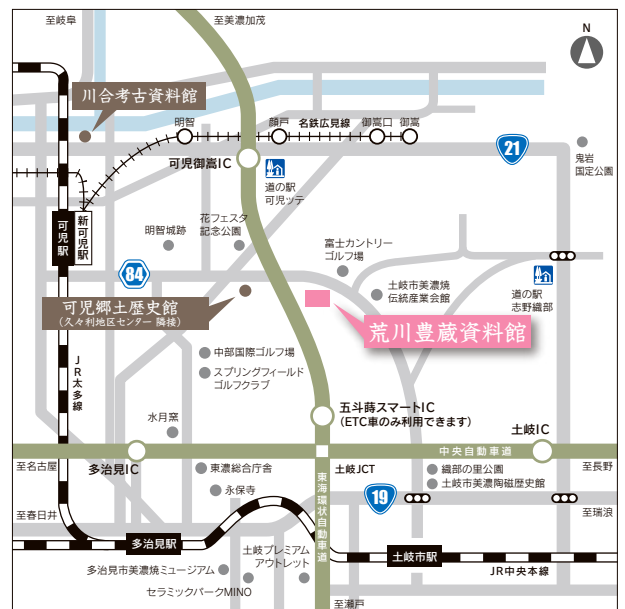 至岐阜
至美濃加茂
N
川合考古資料館
明智
顔戸
名鉄広見線
御嵩口
御嵩
21
鬼岩
国定公園
可児御嵩IC
道の駅
可児ッテ
新可児駅
可児駅
明智城跡
花フェスタ
記念公園
富士カントリー
ゴルフ場
84
土岐市美濃焼
伝統産業会館
道の駅
志野織部
可児郷土歴史館
(久々利地区センター 隣接)
荒川豊蔵資料館
中部国際ゴルフ場
スプリングフィールド
ゴルフクラブ
JR太多線
水月窯
五斗蒔スマートIC
(ETC車のみ利用できます)
土岐IC
中央自動車道
至名古屋
多治見IC
東濃総合庁舎
土岐JCT
織部の里公園
至長野
永保寺
土岐市美濃陶磁歴史館
東海環状自動車道
19
至春日井
至瑞浪
多治見駅
土岐プレミアム
アウトレット
土岐市駅
多治見市美濃焼ミュージアム
JR中央本線
セラミックパークMINO
至瀬戸